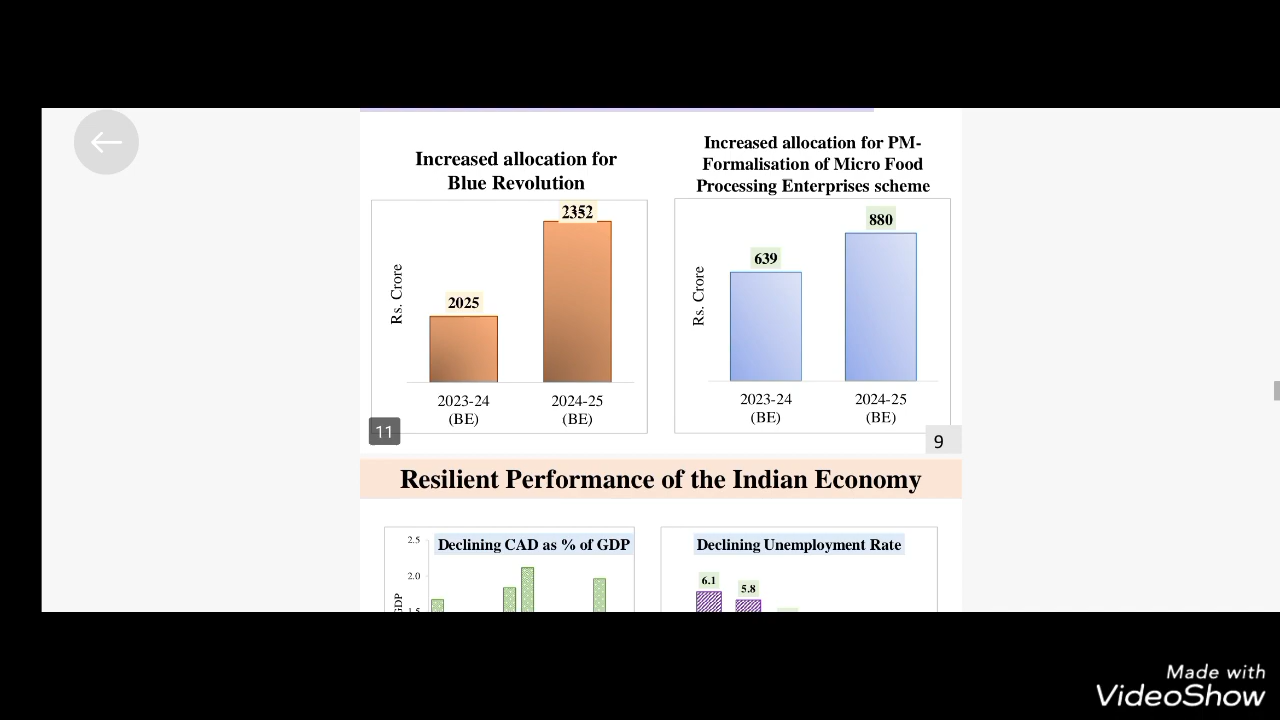 Increased allocation for
Blue Revolution
2352
2025
Rs. Crore
2023-24
(BE)
2024-25
(BE)
11
Increased allocation for PM-
Formalisation of Micro Food
Processing Enterprises scheme
880
639
Rs. Crore
2023-24
(BE)
2024-25
(BE)
9
Resilient Performance of the Indian Economy
2.5
Declining CAD as % of GDP
2.0
GDP
Declining Unemployment Rate
6.1
5.8
Made with
VideoShow